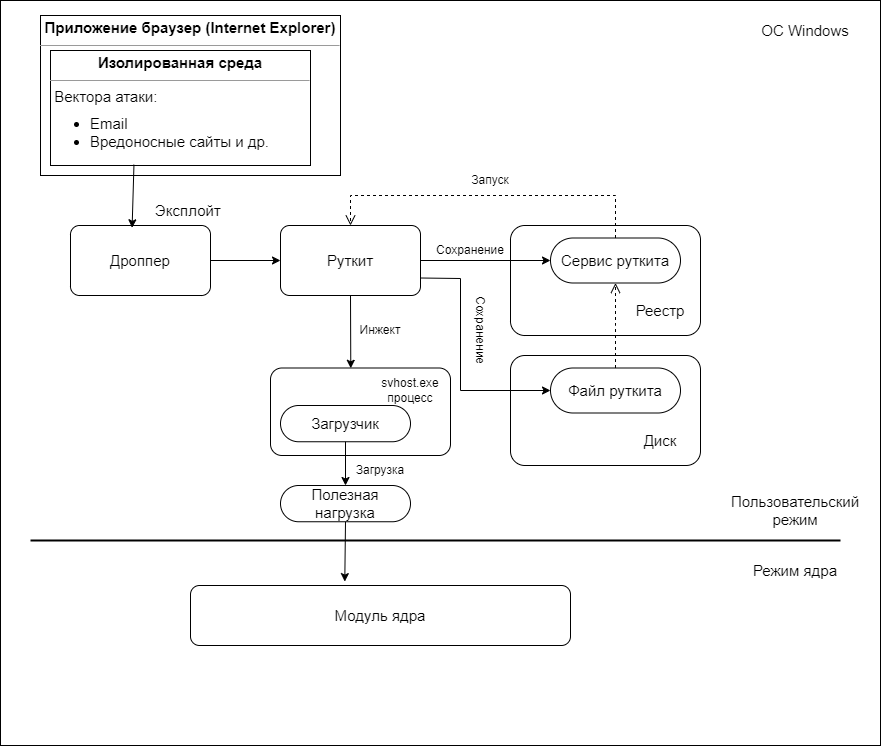 Приложение браузер (Internet Explorer)
ОС Windows
Изолированная среда
Вектора атаки:
Email
Вредоносные сайты и др.
Запуск
Эксплойт
Дроппер
Руткит
Сохранение
Сервис руткита
Реестр
Сохранение
Инжект
svhost.exe
процесс
Загрузчик
Файл руткита
Диск
Загрузка
Полезная
нагрузка
Пользовательский
режим
Режим ядра
Модуль ядра